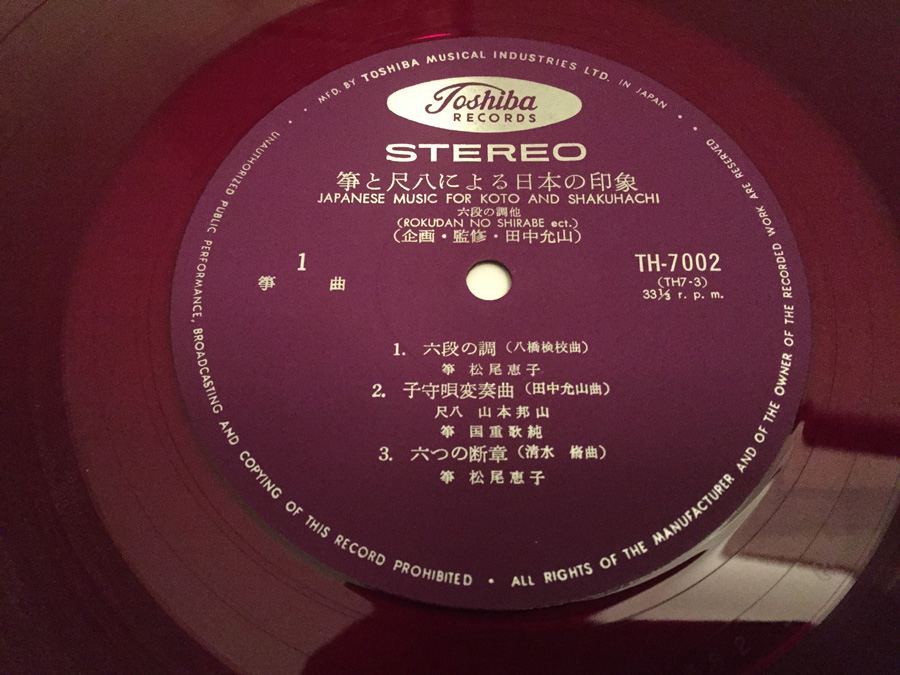 MFD. BY TOSHIBA MUSICAL INDUSTRIES LTD. IN JAPAN
Toshiba
RECORDS
STEREO
箏と尺八による日本の印象
JAPANESE MUSIC FOR KOTO AND SHAKUHACHI
六段の調他
(ROKUDAN NO SHIRABE ect.)
(企画・監修・田中允山)
1
箏 曲
TH-7002
(TH7-3)
33⅓ r. p. m.
1. 六段の調 (八橋検校曲)
箏 松尾恵子
2. 子守唄変奏曲 (田中允山曲)
尺八 山本邦山
箏 国重歌純
3. 六つの断章 (清水 脩曲)
箏 松尾恵子
UNAUTHORIZED PUBLIC PERFORMANCE, BROADCASTING AND COPYING OF THIS RECORD PROHIBITED • ALL RIGHTS OF THE MANUFACTURER AND OF THE OWNER OF THE RECORDED WORK ARE RESERVED